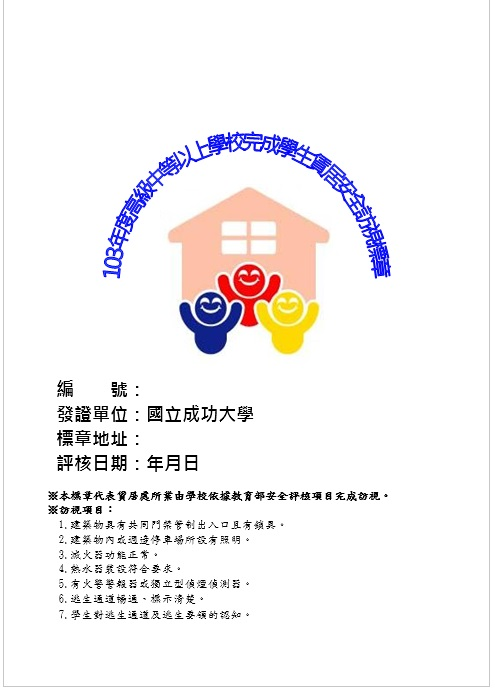 103年度高級中等以上學校完成學生賃居安全訪視標章
編　　號：
發證單位：國立成功大學
標章地址：
評核日期：年月日
※本標章代表賃居處所業由學校依據教育部安全評核項目完成訪視。
※訪視項目：
1.建築物具有共同門禁管制出入口且有鎖具。
2.建築物內或週邊停車場所設有照明。
3.滅火器功能正常。
4.熱水器裝設符合要求。
5.有火警警報器或獨立型偵煙偵測器。
6.逃生通道暢通、標示清楚。
7.學生對逃生通道及逃生要領的認知。